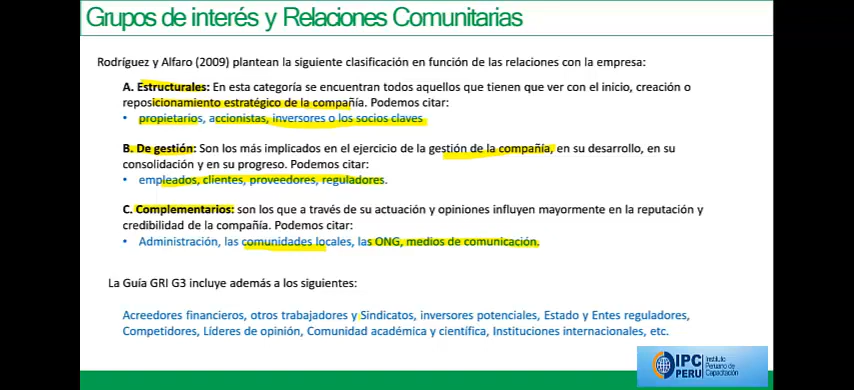 Grupos de interés y Relaciones Comunitarias
Rodríguez y Alfaro (2009) plantean la siguiente clasificación en función de las relaciones con la empresa:
A. Estructurales: En esta categoría se encuentran todos aquellos que tienen que ver con el inicio, creación o
reposicionamiento estratégico de la compañía. Podemos citar:
• propietarios, accionistas, inversores o los socios claves
B. De gestión: Son los más implicados en el ejercicio de la gestión de la compañía, en su desarrollo, en su
consolidación y en su progreso. Podemos citar:
• empleados, clientes, proveedores, reguladores.
C. Complementarios: son los que a través de su actuación y opiniones influyen mayormente en la reputación y
credibilidad de la compañía. Podemos citar:
• Administración, las comunidades locales, las ONG, medios de comunicación.
La Guía GRI G3 incluye además a los siguientes:
Acreedores financieros, otros trabajadores y Sindicatos, inversores potenciales, Estado y Entes reguladores,
Competidores, Líderes de opinión, Comunidad académica y científica, Instituciones internacionales, etc.
IPC
PERU
Instituto
Peruano de
Capacitación